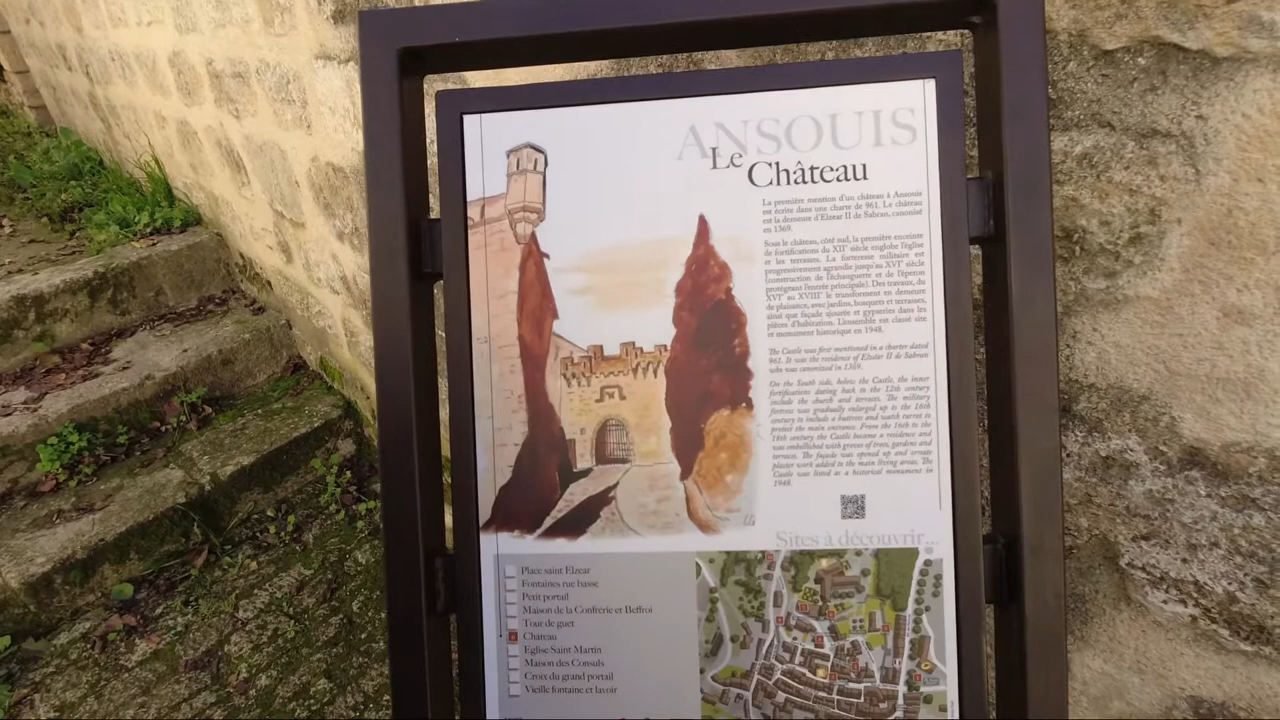 ANSOUIS
Le
Château
La première mention d'un château à Ansouis
est écrite dans une charte de 961. Le château
est la demeure d'Elzear II de Sabran, canonisé
en 1369.
Sous le château, côté sud, la première enceinte
de fortifications du XIIe siècle englobe l'église
et les terrasses. La forteresse militaire est
progressivement agrandie jusqu'au XVIe siècle
(construction de l'échauguette et de l'éperon
protégeant l'entrée principale). Des travaux, du
XVIe au XVIIIe le transforment en demeure
de plaisance, avec jardins, bosquets et terrasses,
ainsi que façade ajourée et gypseries dans les
pièces d'habitation. L'ensemble est classé site
et monument historique en 1948.
The Castle was first mentioned in a charter dated
961. It was the residence of Elzéar II de Sabran
who was canonized in 1369.
On the South side, below the Castle, the inner
fortifications dating back to the 12th century
include the church and terraces. The military
fortress was gradually enlarged up to the 16th
century to include a buttress and watch turret to
protect the main entrance. From the 16th to the
18th century the Castle became a residence and
was embellished with groves of trees, gardens and
terraces. The façade was opened up and ornate
plaster work added to the main living areas. The
Castle was listed as a historical monument in
1948.
Sites à découvrir...
Place saint Elzear
Fontaines rue basse
Petit portail
Maison de la Confrerie et Beffroi
Tour de guet
Château
Eglise Saint Martin
Maison des Consuls
Croix du grand portail
Vieille fontaine et lavoir